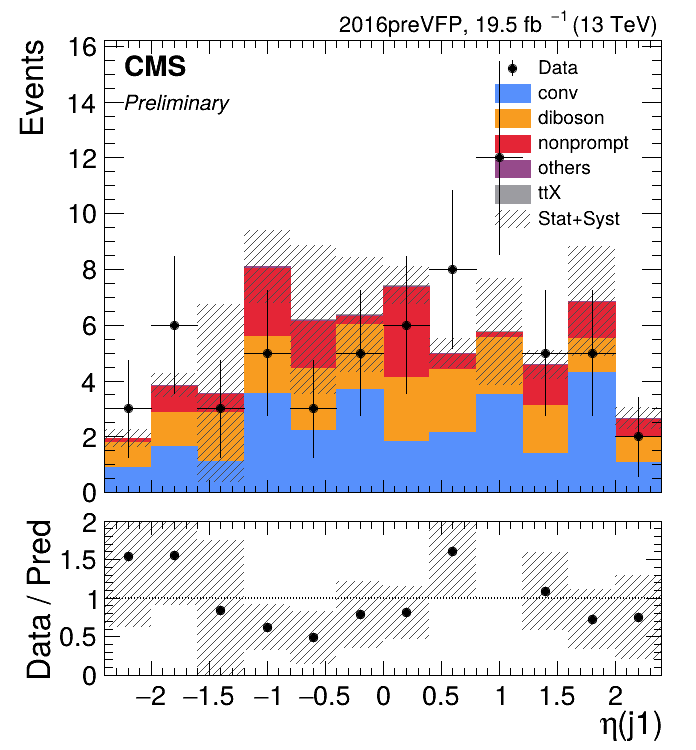 2016preVFP, 19.5 fb ⁻¹ (13 TeV)
Events
16
14
12
10
8
6
4
2
0
CMS
Preliminary
Data
conv
diboson
nonprompt
others
ttX
Stat+Syst
Data / Pred
2
1.5
1
0.5
0
−2 −1.5 −1 −0.5 0 0.5 1 1.5 2
η(j1)